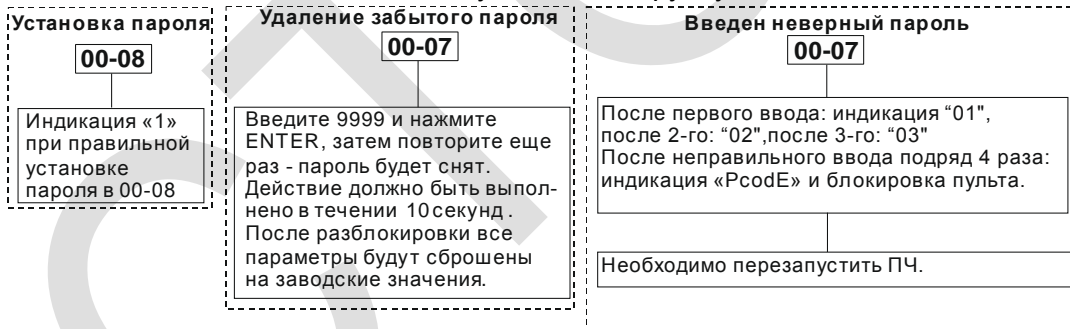 Установка пароля
00-08
Индикация «1»
при правильной
установке
пароля в 00-08
Удаление забытого пароля
00-07
Введите 9999 и нажмите
ENTER, затем повторите еще
раз - пароль будет снят.
Действие должно быть выпол-
нено в течении 10 секунд .
После разблокировки все
параметры будут сброшены
на заводские значения.
Введен неверный пароль
00-07
После первого ввода: индикация “01",
после 2-го: “02",после 3-го: “03"
После неправильного ввода подряд 4 раза:
индикация «PcodE» и блокировка пульта.
Необходимо перезапустить ПЧ.